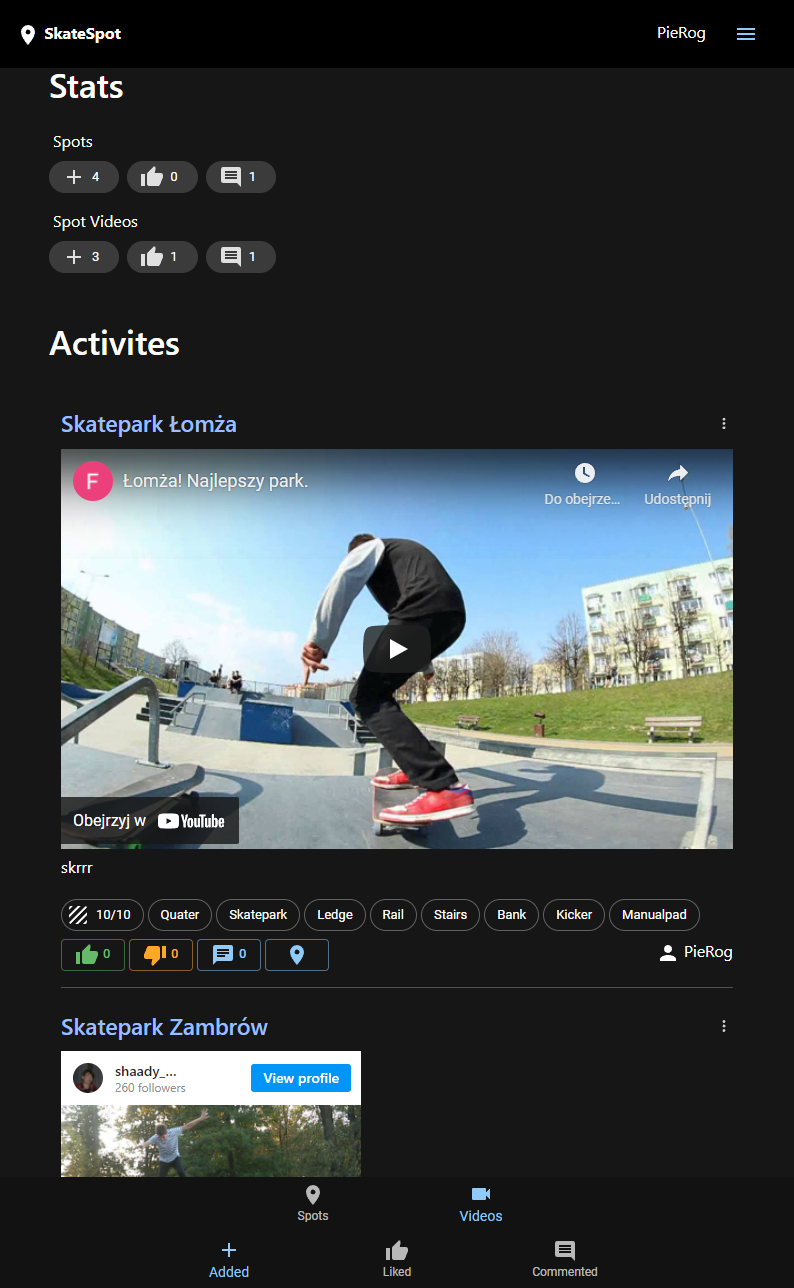 SkateSpot
PieRog
Stats
Spots
4 0 1
Spot Videos
3 1 1
Activites
Skatepark Łomża
F Łomża! Najlepszy park.
Do obejrze... Udostępnij
Obejrzyj w YouTube
skrrr
10/10 Quater Skatepark Ledge Rail Stairs Bank Kicker Manualpad
0 0 0 PieRog
Skatepark Zambrów
shaady_...
260 followers
View profile
Spots Videos
Added Liked Commented